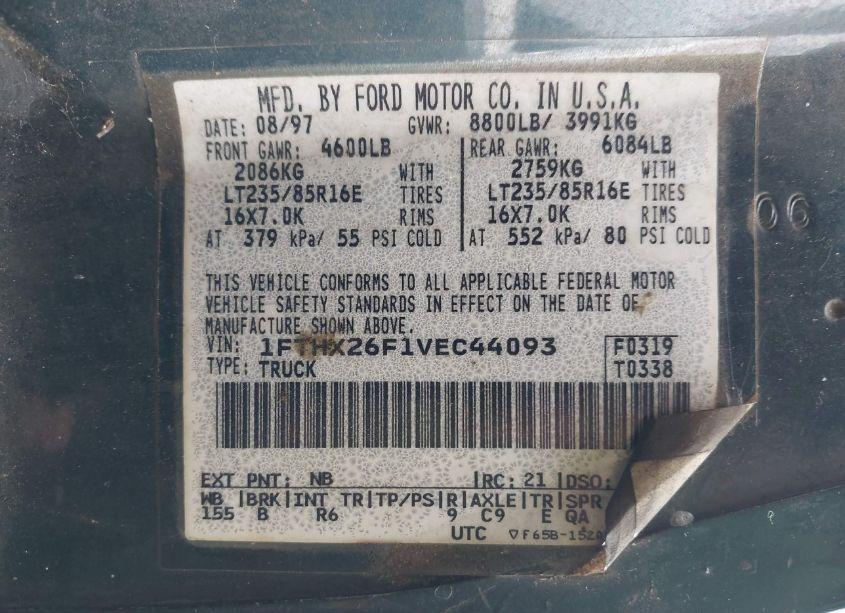 MFD. BY FORD MOTOR CO. IN U.S.A.
DATE: 08/97 GVWR: 8800LB/ 3991KG
FRONT GAWR: 4600LB REAR GAWR: 6084LB
2086KG WITH 2759KG WITH
LT235/85R16E TIRES LT235/85R16E TIRES
16X7.0K RIMS 16X7.0K RIMS
AT 379 kPa/ 55 PSI COLD AT 552 kPa/ 80 PSI COLD
THIS VEHICLE CONFORMS TO ALL APPLICABLE FEDERAL MOTOR
VEHICLE SAFETY STANDARDS IN EFFECT ON THE DATE OF
MANUFACTURE SHOWN ABOVE.
VIN: 1FTHX26F1VEC44093 F0319
TYPE: TRUCK T0338
EXT PNT: NB RC: 21 DSO:
WB BRK INT TR TP/PS R AXLE TR SPR
155 B R6 9 C9 E QA
UTC ▽F65B-152
06